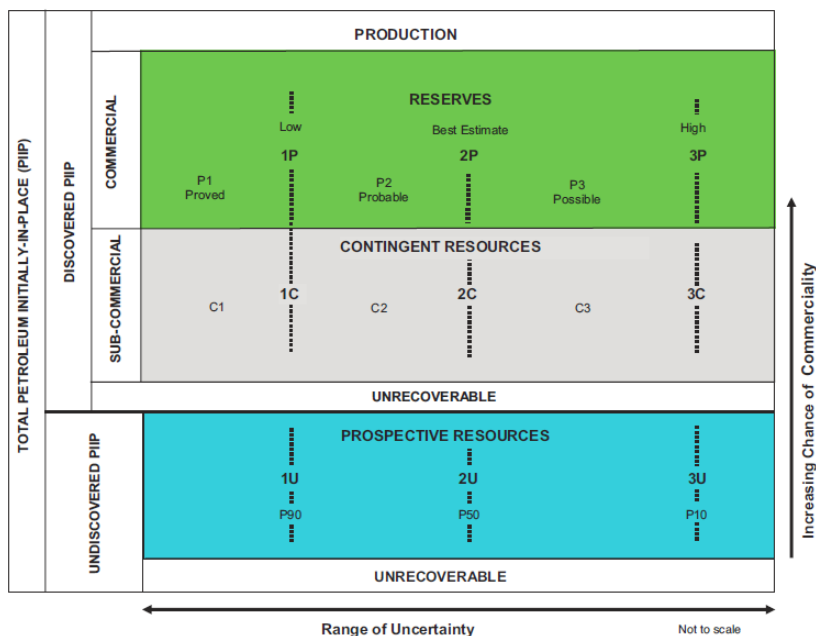 PRODUCTION
RESERVES
Low
Best Estimate
High
1P
2P
3P
P1
Proved
P2
Probable
P3
Possible
CONTINGENT RESOURCES
1C
2C
3C
C1
C2
C3
UNRECOVERABLE
PROSPECTIVE RESOURCES
1U
2U
3U
P90
P50
P10
UNRECOVERABLE
TOTAL PETROLEUM INITIALLY-IN-PLACE (PIIP)
DISCOVERED PIIP
UNDISCOVERED PIIP
COMMERCIAL
SUB-COMMERCIAL
Increasing Chance of Commerciality
Range of Uncertainty
Not to scale